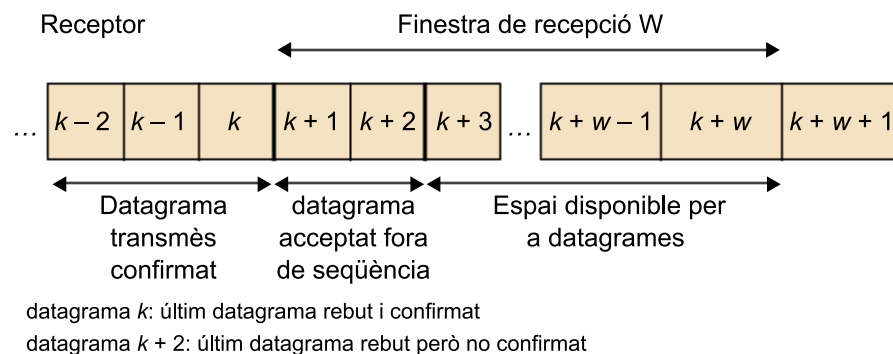 Receptor
Finestra de recepció W
... k – 2 k – 1 k k + 1 k + 2 k + 3 ... k + w – 1 k + w k + w + 1
Datagrama
transmès
confirmat
datagrama
acceptat fora
de seqüència
Espai disponible per
a datagrames
datagrama k: últim datagrama rebut i confirmat
datagrama k + 2: últim datagrama rebut però no confirmat